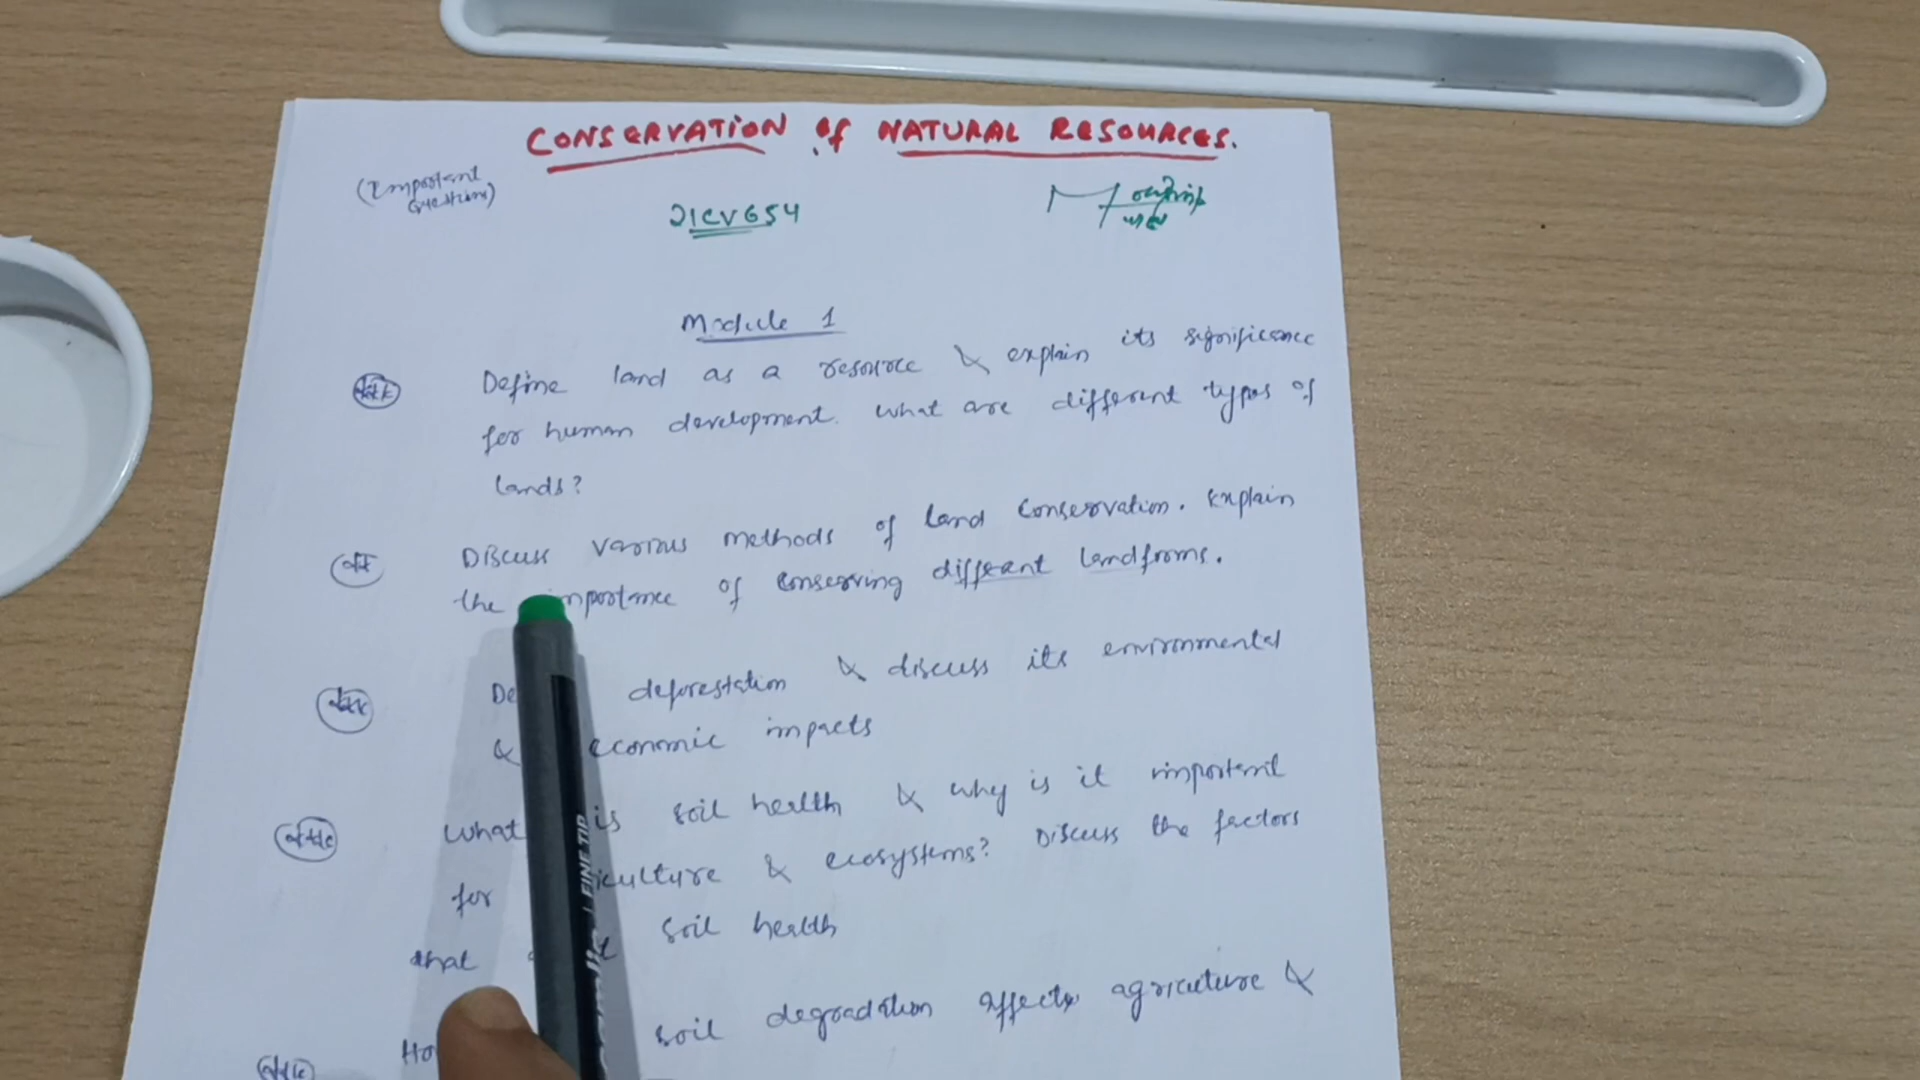 CONSERVATION of NATURAL RESOURCES.
(Important
Questions)
21CV654
Module 1
Define land as a resource & explain its significance
for human development. What are different types of
lands?
Discuss various methods of land conservation. Explain
the importance of conserving different landfroms.
deforestation & discuss its environmental
& economic impacts
What is soil health & why is it important
for & ecosystems? Discuss the factors
that soil health
soil degradation affects agriculture &
FINE TIP